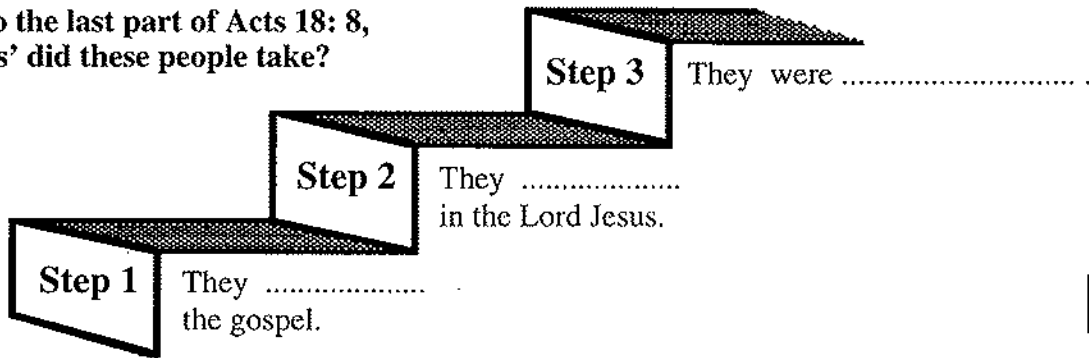 o the last part of Acts 18: 8,
s’ did these people take?
Step 3
They were ............................ .
Step 2
They ....................
in the Lord Jesus.
Step 1
They ....................
the gospel.